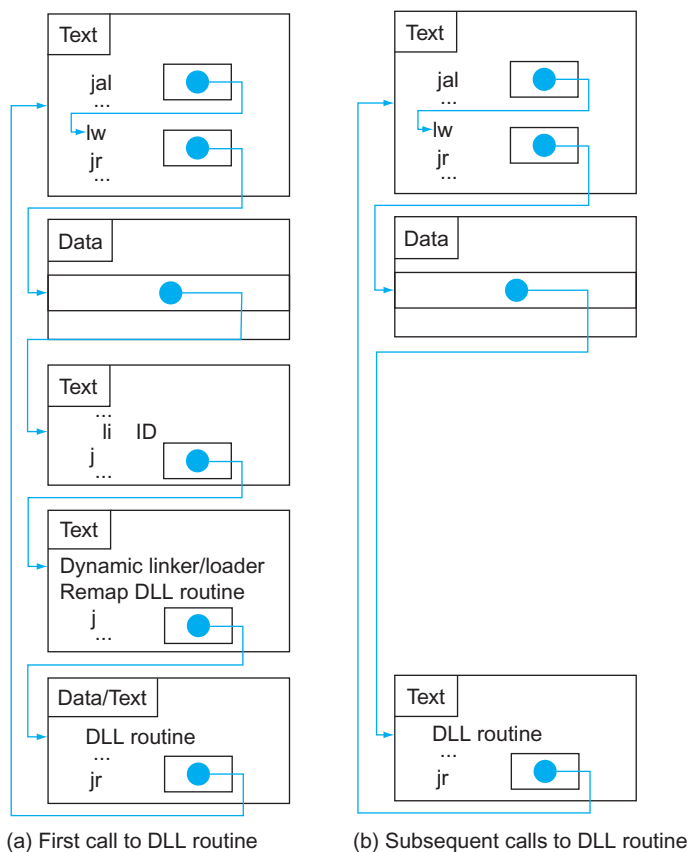 Text
jal
...
lw
jr
...
Data
Text
...
li ID
j
...
Text
Dynamic linker/loader
Remap DLL routine
j
...
Data/Text
DLL routine
...
jr
(a) First call to DLL routine
Text
jal
...
lw
jr
...
Data
Text
DLL routine
...
jr
(b) Subsequent calls to DLL routine